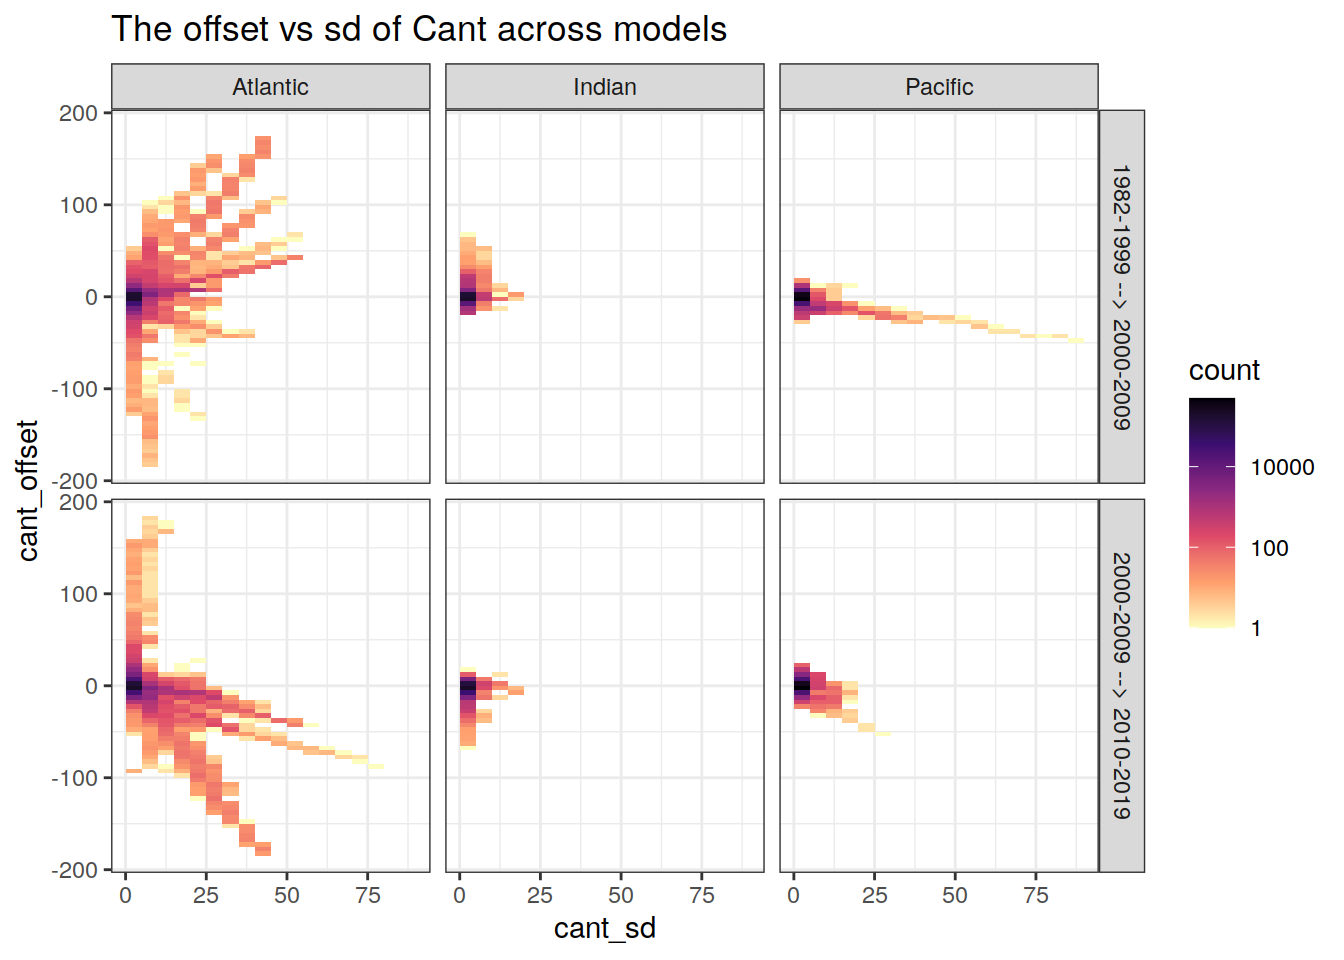 The offset vs sd of Cant across models
Atlantic
Indian
Pacific
200
100
0
-100
-200
1982-1999 --> 2000-2009
200
100
0
-100
-200
2000-2009 --> 2010-2019
0 25 50 75
0 25 50 75
0 25 50 75
cant_sd
cant_offset
count
10000
100
1